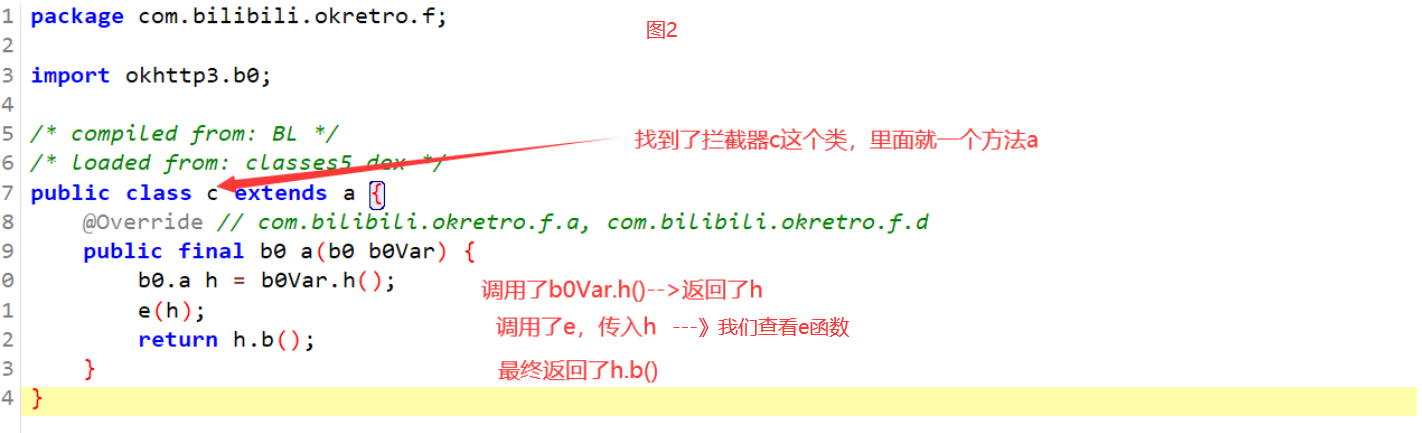 1 package com.bilibili.okretro.f;
图2
2
3 import okhttp3.b0;
4
5 /* compiled from: BL */
找到了拦截器c这个类，里面就一个方法a
6 /* loaded from: classes5.dex */
7 public class c extends a {
8 @Override // com.bilibili.okretro.f.a, com.bilibili.okretro.f.d
9 public final b0 a(b0 b0Var) {
0 b0.a h = b0Var.h();
调用了b0Var.h()-->返回了h
1 e(h);
调用了e，传入h ---》我们查看e函数
2 return h.b();
最终返回了h.b()
3 }
4 }